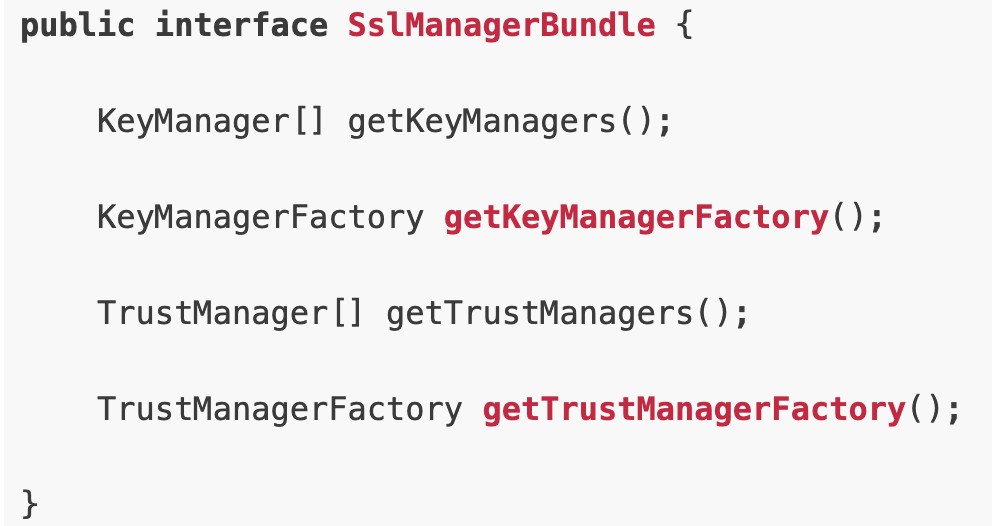 public interface SslManagerBundle {
KeyManager[] getKeyManagers();
KeyManagerFactory getKeyManagerFactory();
TrustManager[] getTrustManagers();
TrustManagerFactory getTrustManagerFactory();
}